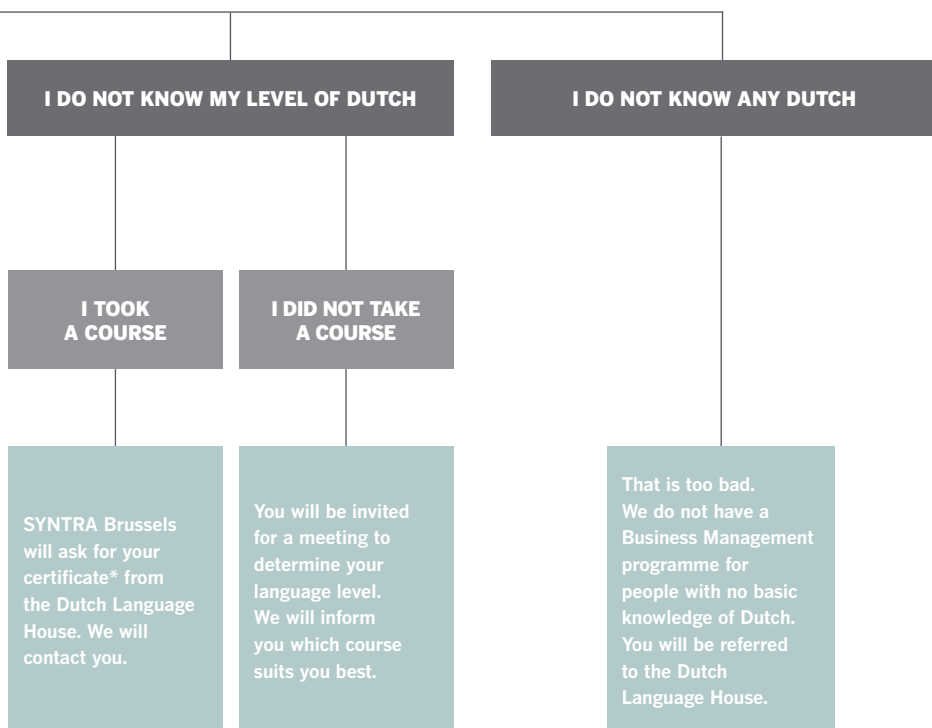 I DO NOT KNOW MY LEVEL OF DUTCH
I DO NOT KNOW ANY DUTCH
I TOOK
A COURSE
I DID NOT TAKE
A COURSE
SYNTRA Brussels
will ask for your
certificate* from
the Dutch Language
House. We will
contact you.
You will be invited
for a meeting to
determine your
language level.
We will inform
you which course
suits you best.
That is too bad.
We do not have a
Business Management
programme for
people with no basic
knowledge of Dutch.
You will be referred
to the Dutch
Language House.